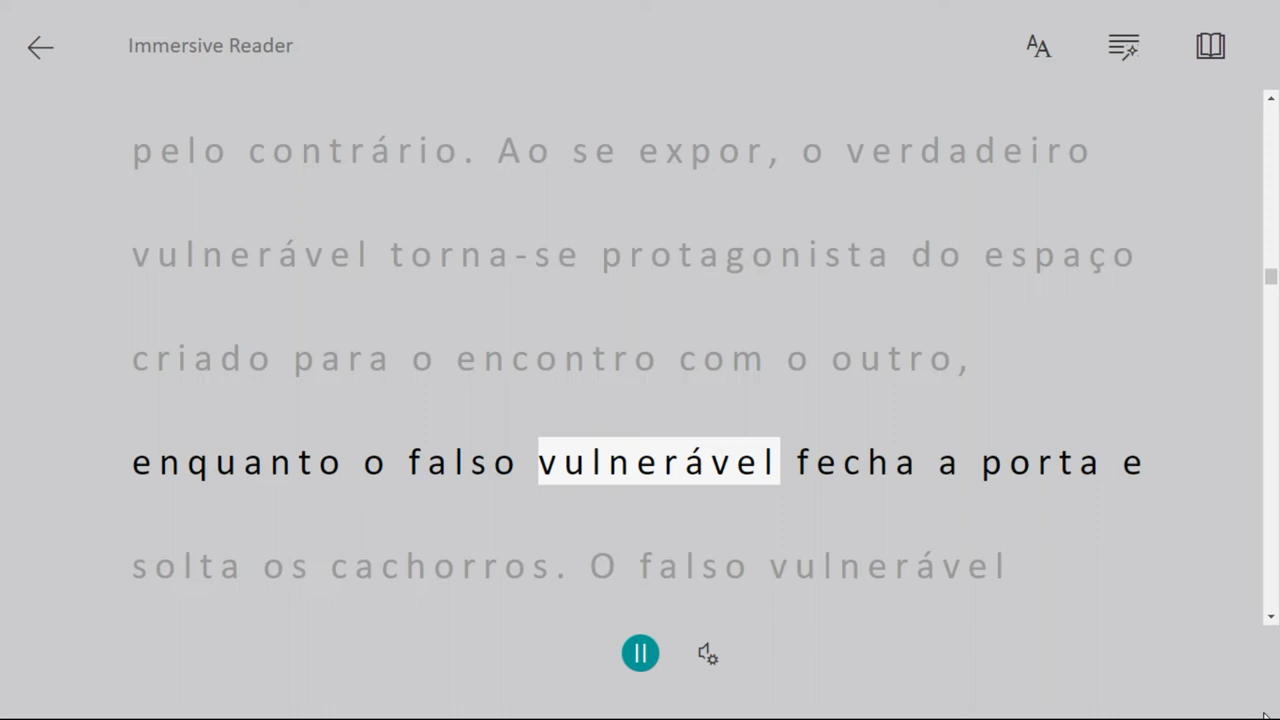 Immersive Reader
pelo contrário. Ao se expor, o verdadeiro
vulnerável torna-se protagonista do espaço
criado para o encontro com o outro,
enquanto o falso vulnerável fecha a porta e
solta os cachorros. O falso vulnerável